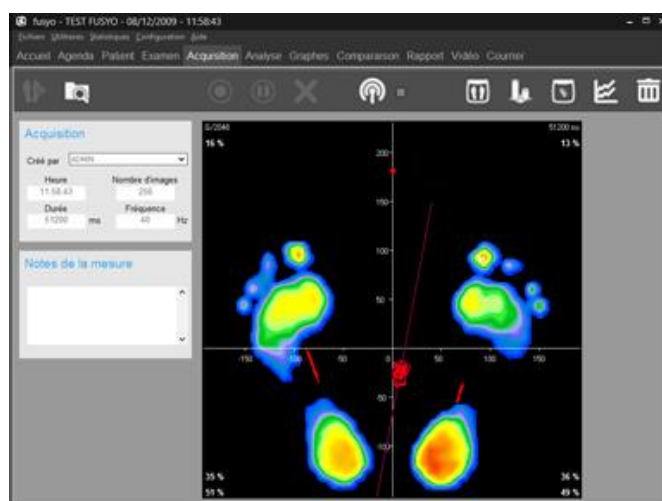 fusyo - TEST FUSYO - 08/12/2009 - 11:58:43
Fichiers Utilitaires Statistiques Configuration Aide
Accueil Agenda Patient Examen Acquisition Analyse Graphes Comparaison Rapport Vidéo Courrier
Acquisition
Créé par ADMIN
Heure Nombre d'images
11:58:43 256
Durée Fréquence
51200 ms 40 Hz
Notes de la mesure
51200 ms
16 % 13 %
200
150
100
50
-150 -100 -50 0 50 100 150
-50
-100
35 % 36 %
51 % 49 %